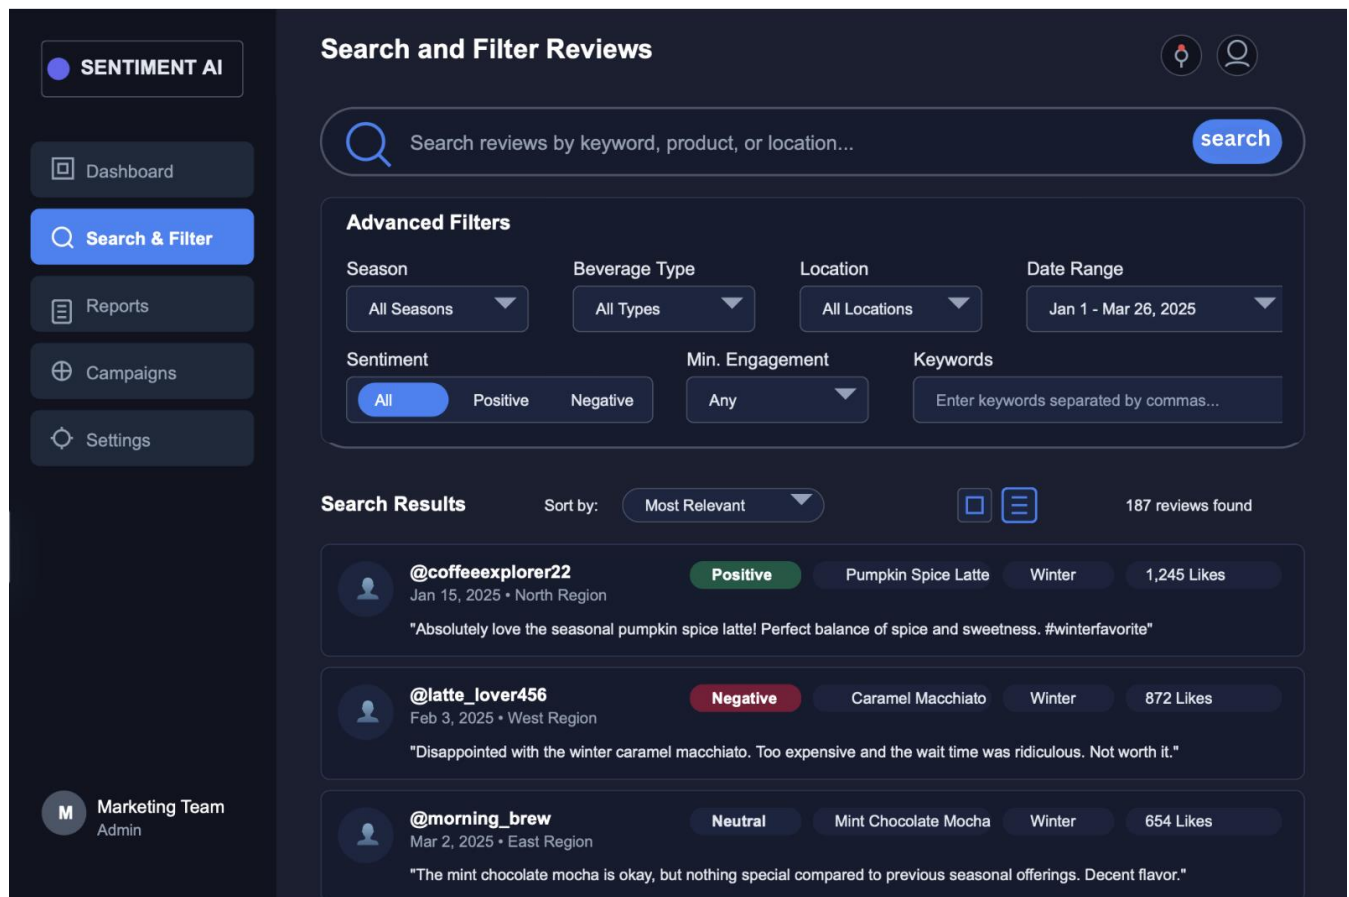 SENTIMENT AI
Dashboard
Search & Filter
Reports
Campaigns
Settings
M
Marketing Team
Admin
Search and Filter Reviews
Search reviews by keyword, product, or location...
search
Advanced Filters
Season
Beverage Type
Location
Date Range
All Seasons
All Types
All Locations
Jan 1 - Mar 26, 2025
Sentiment
Min. Engagement
Keywords
All
Positive
Negative
Any
Enter keywords separated by commas...
Search Results
Sort by:
Most Relevant
187 reviews found
@coffeeexplorer22
Positive
Pumpkin Spice Latte
Winter
1,245 Likes
Jan 15, 2025 • North Region
"Absolutely love the seasonal pumpkin spice latte! Perfect balance of spice and sweetness. #winterfavorite"
@latte_lover456
Negative
Caramel Macchiato
Winter
872 Likes
Feb 3, 2025 • West Region
"Disappointed with the winter caramel macchiato. Too expensive and the wait time was ridiculous. Not worth it."
@morning_brew
Neutral
Mint Chocolate Mocha
Winter
654 Likes
Mar 2, 2025 • East Region
"The mint chocolate mocha is okay, but nothing special compared to previous seasonal offerings. Decent flavor."